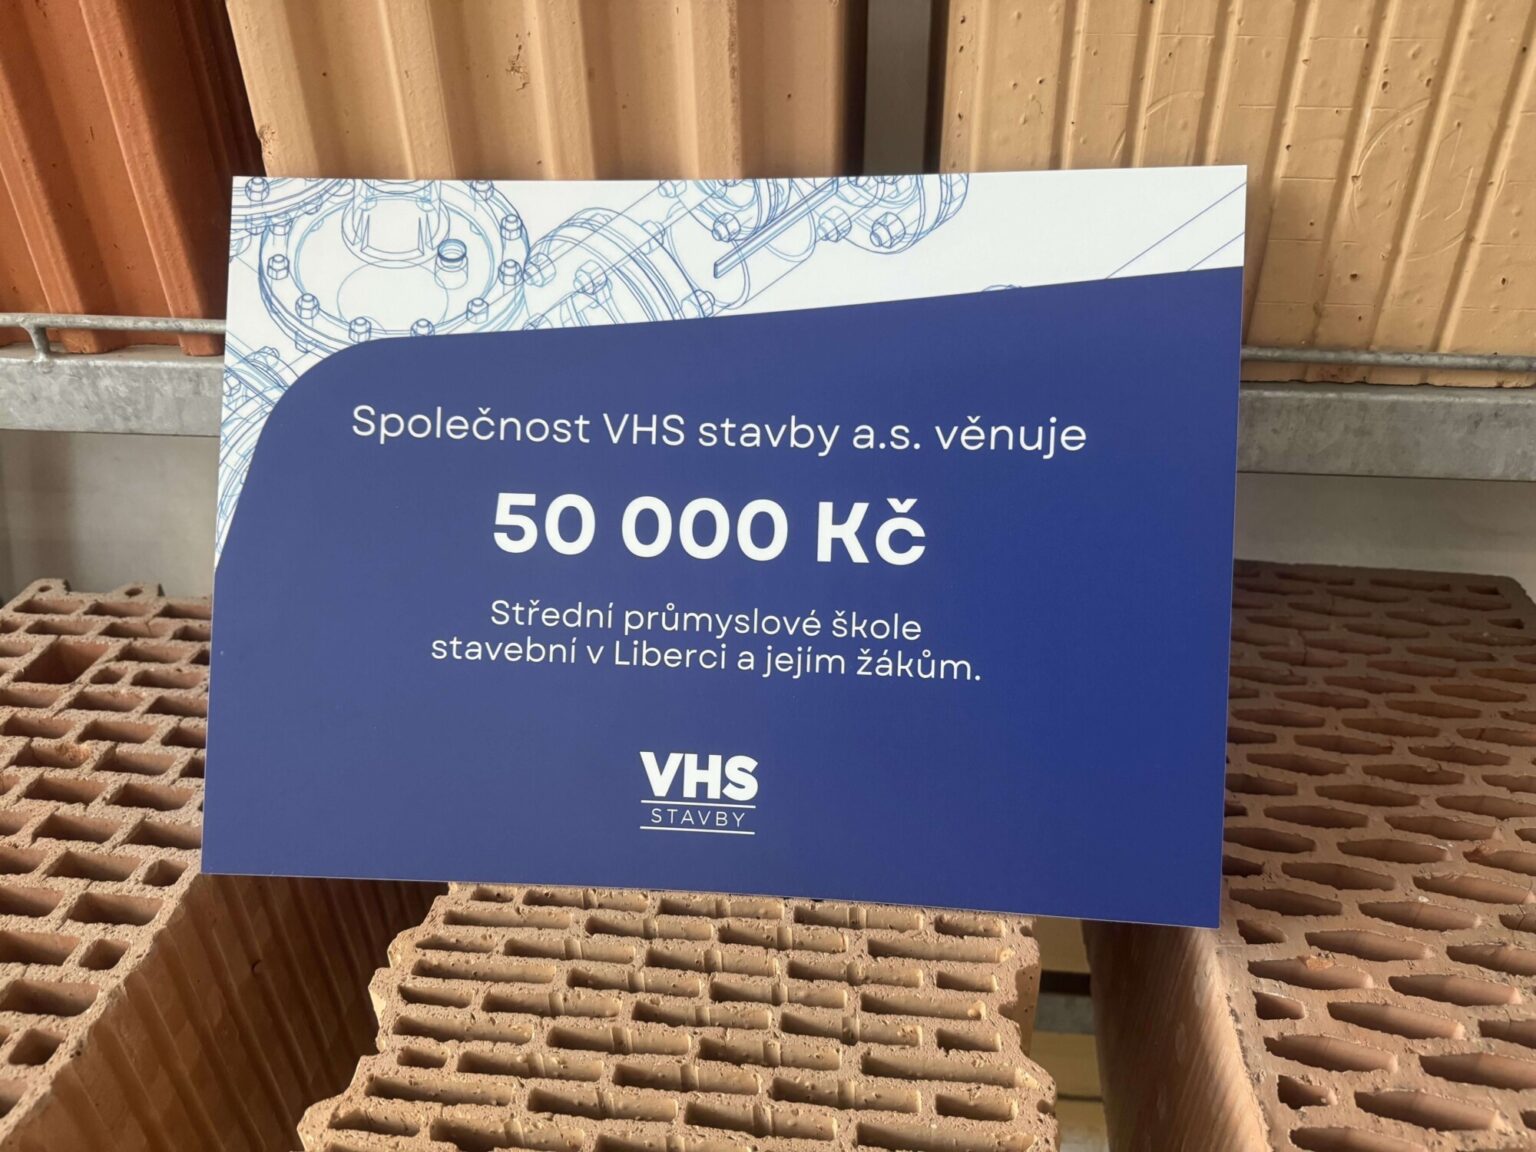 Společnost VHS stavby a.s. věnuje
50 000 Kč
Střední průmyslové škole
stavební v Liberci a jejím žákům.
VHS
STAVBY